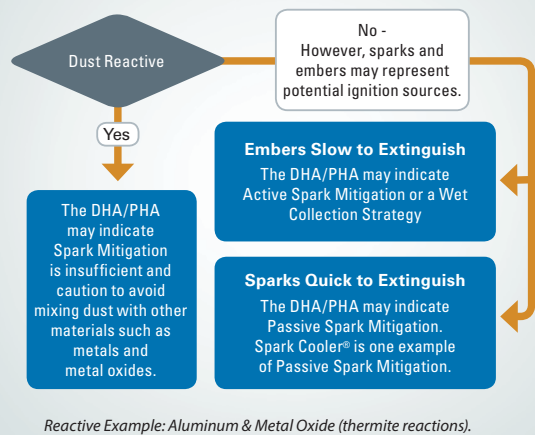 Dust Reactive
No -
However, sparks and
embers may represent
potential ignition sources.
Yes
Embers Slow to Extinguish
The DHA/PHA may indicate
Active Spark Mitigation or a Wet
Collection Strategy
The DHA/PHA
may indicate
Spark Mitigation
is insufficient and
caution to avoid
mixing dust with other
materials such as
metals and
metal oxides.
Sparks Quick to Extinguish
The DHA/PHA may indicate
Passive Spark Mitigation.
Spark Cooler® is one example
of Passive Spark Mitigation.
Reactive Example: Aluminum & Metal Oxide (thermite reactions).